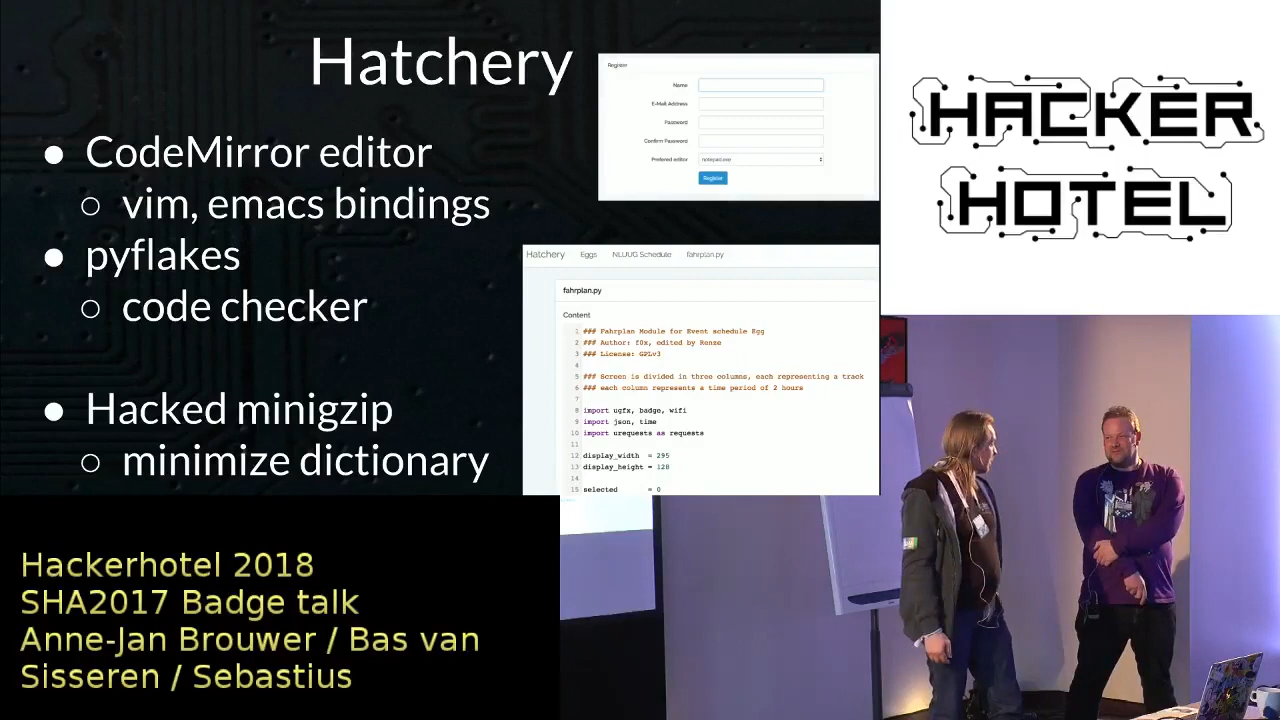 Hatchery
● CodeMirror editor
○ vim, emacs bindings
● pyflakes
○ code checker
● Hacked minigzip
○ minimize dictionary
Register
Name
E-Mail Address
Password
Confirm Password
Preferred editor notepad.exe
Register
Hatchery Eggs NLUUG Schedule fahrplan.py
fahrplan.py
Content
1 ### Fahrplan Module for Event schedule Egg
2 ### Author: f0x, edited by Renze
3 ### License: GPLv3
4
5 ### Screen is divided in three columns, each representing a track
6 ### each column represents a time period of 2 hours
7
8 import ugfx, badge, wifi
9 import json, time
10 import urequests as requests
11
12 display_width = 295
13 display_height = 128
14
15 selected = 0
HACKER
HOTEL
Hackerhotel 2018
SHA2017 Badge talk
Anne-Jan Brouwer / Bas van
Sisseren / Sebastius